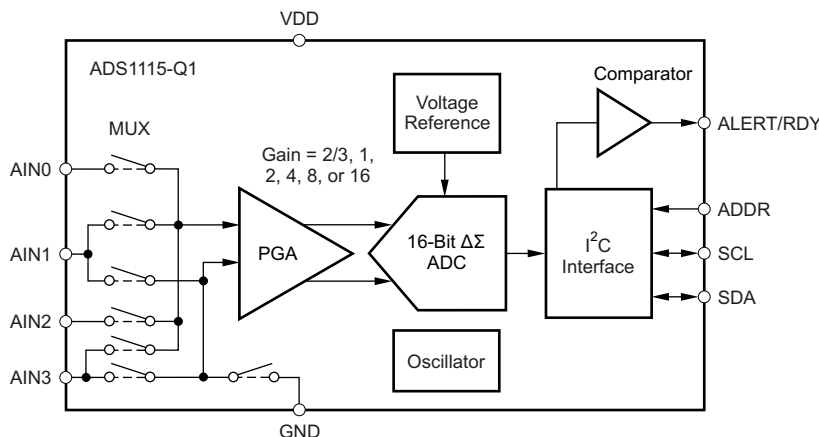 VDD
ADS1115-Q1
Comparator
Voltage
Reference
MUX
ALERT/RDY
Gain = 2/3, 1,
2, 4, 8, or 16
AIN0
ADDR
16-Bit ΔΣ
ADC
PGA
I²C
Interface
AIN1
SCL
SDA
AIN2
Oscillator
AIN3
GND